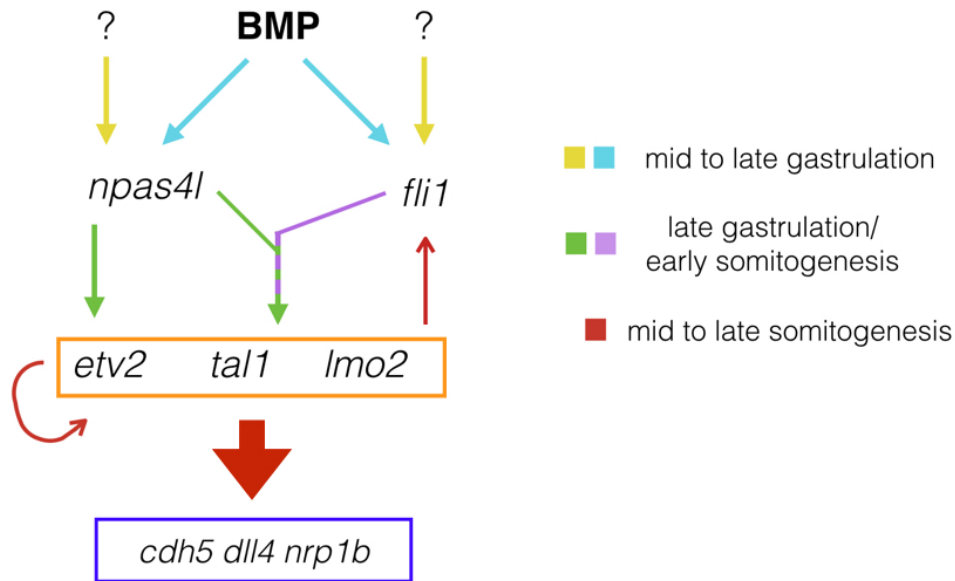 ? BMP ?
npas4l fli1
etv2 tal1 lmo2
cdh5 dll4 nrp1b
mid to late gastrulation
late gastrulation/
early somitogenesis
mid to late somitogenesis